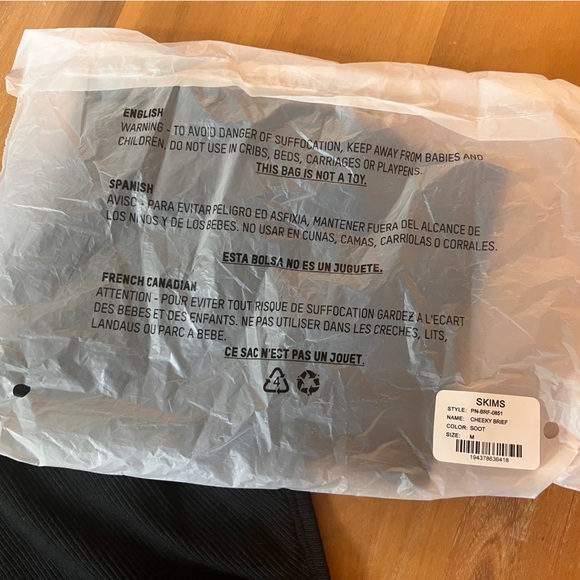 ENGLISH
WARNING - TO AVOID DANGER OF SUFFOCATION, KEEP AWAY FROM BABIES AND
CHILDREN, DO NOT USE IN CRIBS, BEDS, CARRIAGES OR PLAYPENS.
THIS BAG IS NOT A TOY.
SPANISH
AVISO - PARA EVITAR PELIGRO ED ASFIXIA, MANTENER FUERA DEL ALCANCE DE
LOS NINOS Y DE LOS BEBES. NO USAR EN CUNAS, CAMAS, CARRIOLAS O CORRALES.
ESTA BOLSA NO ES UN JUGUETE.
FRENCH CANADIAN
ATTENTION - POUR EVITER TOUT RISQUE DE SUFFOCATION GARDEZ A L'ECART
DES BEBES ET DES ENFANTS. NE PAS UTILISER DANS LES CRECHES, LITS,
LANDAUS OU PARC A BEBE.
CE SAC N'EST PAS UN JOUET.
4
SKIMS
STYLE: PN-BRF-0851
NAME: CHEEKY BRIEF
COLOR: SOOT
SIZE: M
194378636418